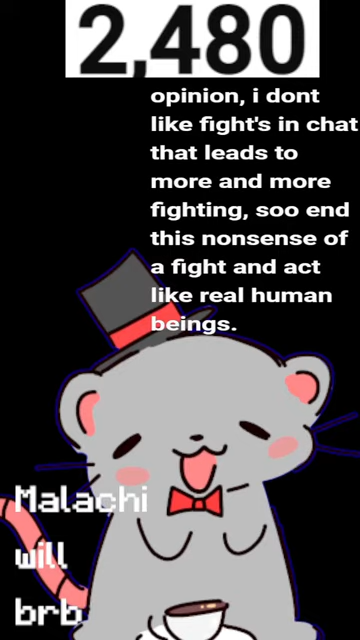 2,480
opinion, i dont
like fight's in chat
that leads to
more and more
fighting, soo end
this nonsense of
a fight and act
like real human
beings.
Malachi
will
brb